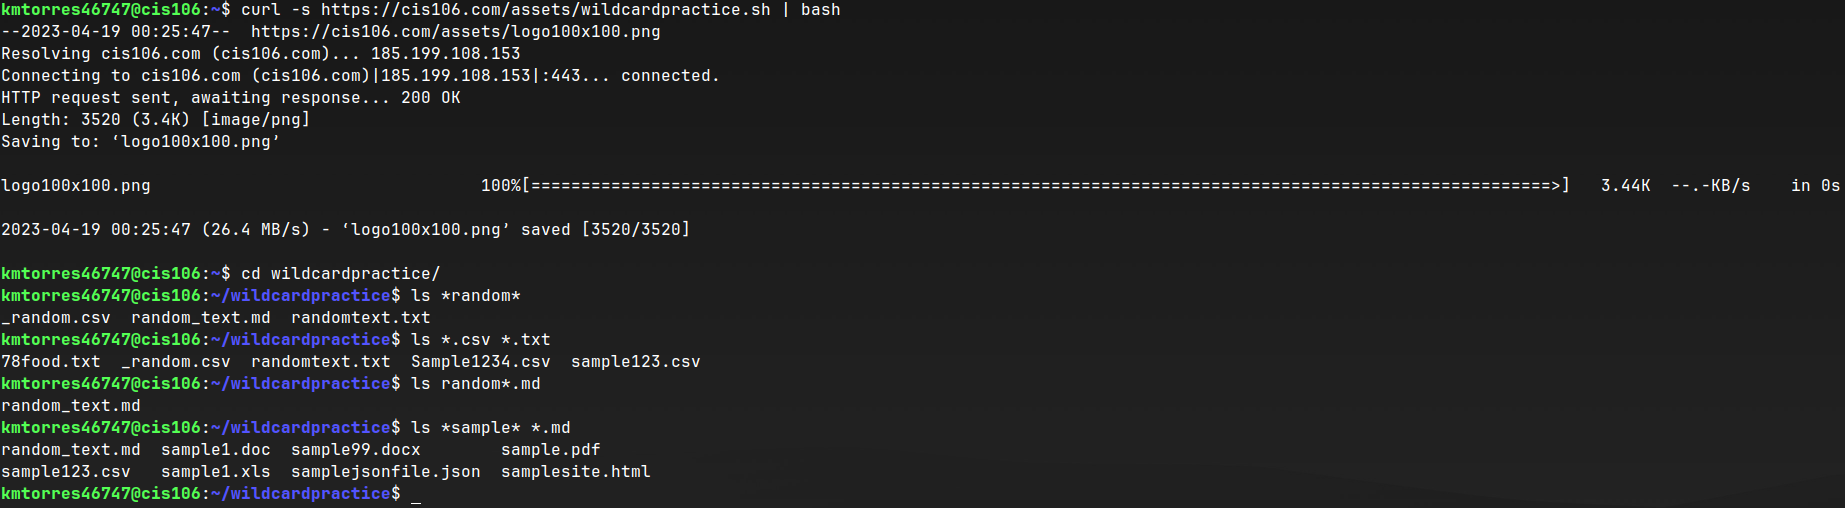 kmtorres46747@cis106:~$ curl -s https://cis106.com/assets/wildcardpractice.sh | bash
--2023-04-19 00:25:47--  https://cis106.com/assets/logo100x100.png
Resolving cis106.com (cis106.com)... 185.199.108.153
Connecting to cis106.com (cis106.com)|185.199.108.153|:443... connected.
HTTP request sent, awaiting response... 200 OK
Length: 3520 (3.4K) [image/png]
Saving to: ‘logo100x100.png’
logo100x100.png                                 100%[======================================================================================================>]   3.44K  --.-KB/s    in 0s
2023-04-19 00:25:47 (26.4 MB/s) - ‘logo100x100.png’ saved [3520/3520]
kmtorres46747@cis106:~$ cd wildcardpractice/
kmtorres46747@cis106:~/wildcardpractice$ ls *random*
_random.csv  random_text.md  randomtext.txt
kmtorres46747@cis106:~/wildcardpractice$ ls *.csv *.txt
78food.txt  _random.csv  randomtext.txt  Sample1234.csv  sample123.csv
kmtorres46747@cis106:~/wildcardpractice$ ls random*.md
random_text.md
kmtorres46747@cis106:~/wildcardpractice$ ls *sample* *.md
random_text.md  sample1.doc  sample99.docx        sample.pdf
sample123.csv   sample1.xls  samplejsonfile.json  samplesite.html
kmtorres46747@cis106:~/wildcardpractice$ _